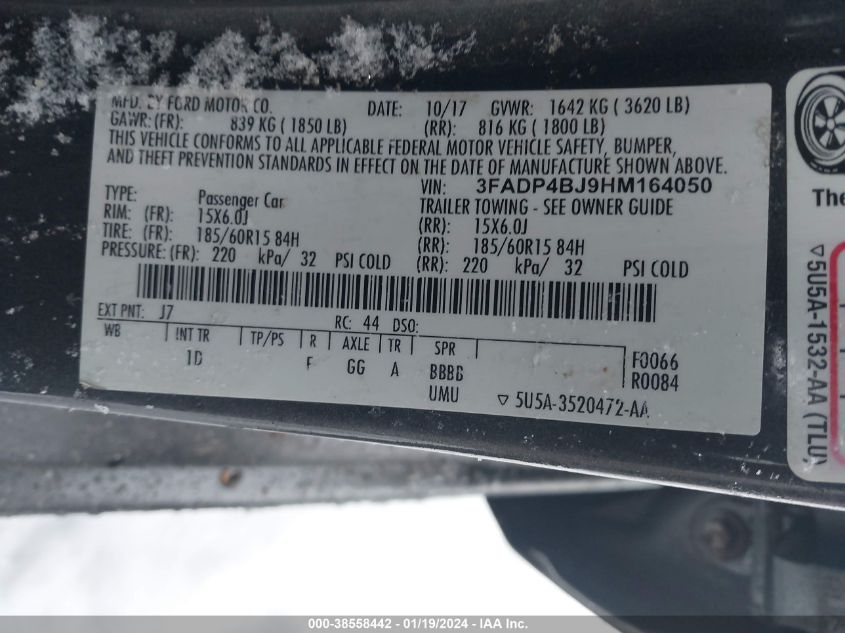 MFD. BY FORD MOTOR CO. DATE: 10/17 GVWR: 1642 KG ( 3620 LB)
GAWR:(FR): 839 KG ( 1850 LB) (RR): 816 KG ( 1800 LB)
THIS VEHICLE CONFORMS TO ALL APPLICABLE FEDERAL MOTOR VEHICLE SAFETY, BUMPER,
AND THEFT PREVENTION STANDARDS IN EFFECT ON THE DATE OF MANUFACTURE SHOWN ABOVE.
VIN: 3FADP4BJ9HM164050
TYPE: Passenger Car TRAILER TOWING - SEE OWNER GUIDE
RIM: (FR): 15X6.0J (RR): 15X6.0J
TIRE: (FR): 185/60R15 84H (RR): 185/60R15 84H
PRESSURE: (FR): 220 kPa/ 32 PSI COLD (RR): 220 kPa/ 32 PSI COLD
EXT PNT: J7 RC: 44 DSO:
WB INT TR TP/PS R AXLE TR SPR F0066
1D F GG A BBBB R0084
UMU ▽ 5U5A-3520472-AA
The
▽ 5U5A-1532-AA (TLU)
000-38558442 - 01/19/2024 - IAA Inc.